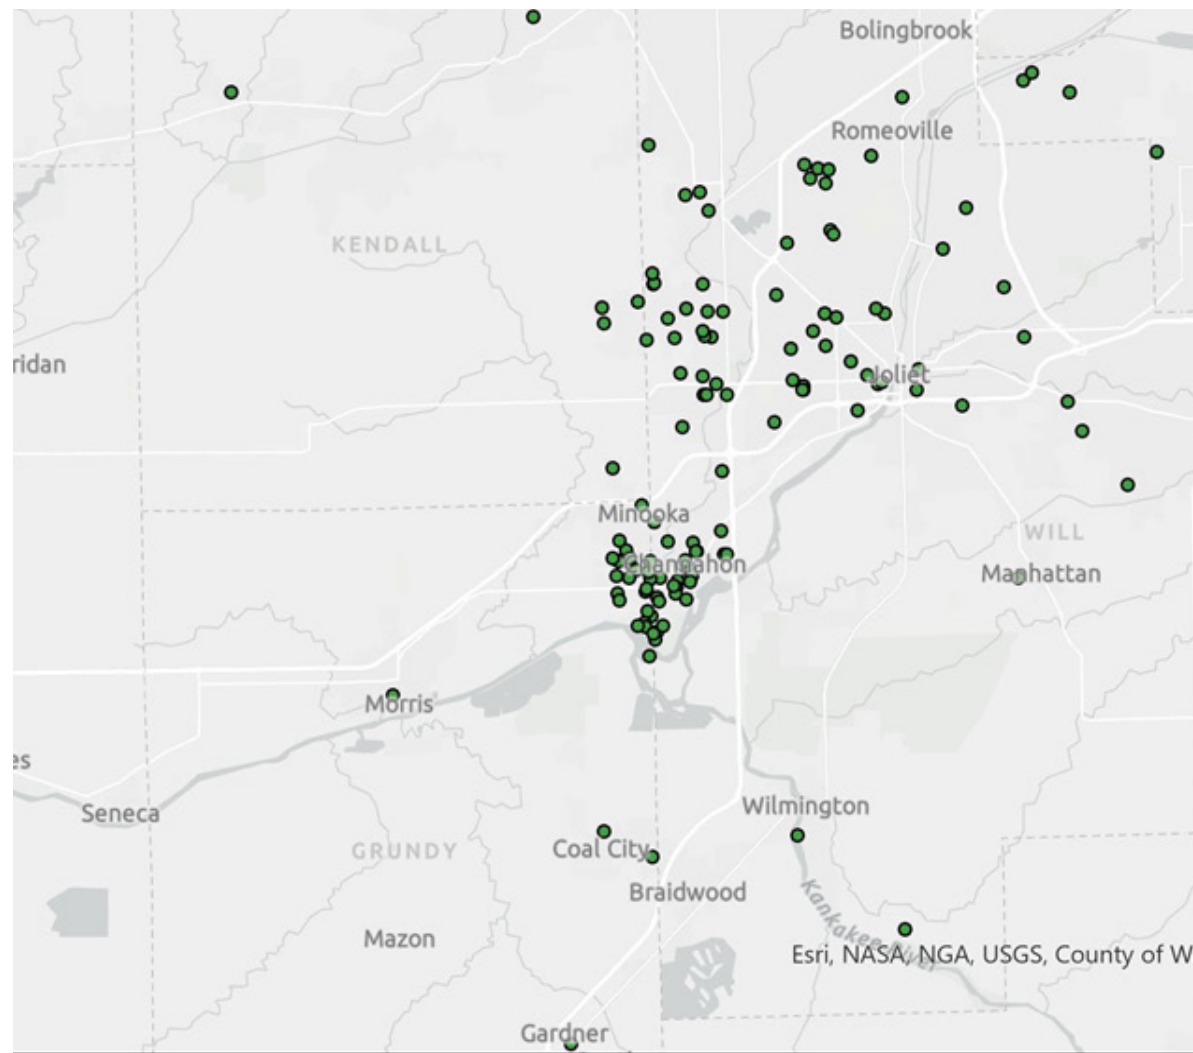 Bolingbrook
Romeoville
KENDALL
ridan
Joliet
Minooka
WILL
Channahon
Manhattan
Morris
es
Wilmington
Seneca
Coal City
GRUNDY
Braidwood
Mazon
Kankakee River
Esri, NASA, NGA, USGS, County of W
Gardner